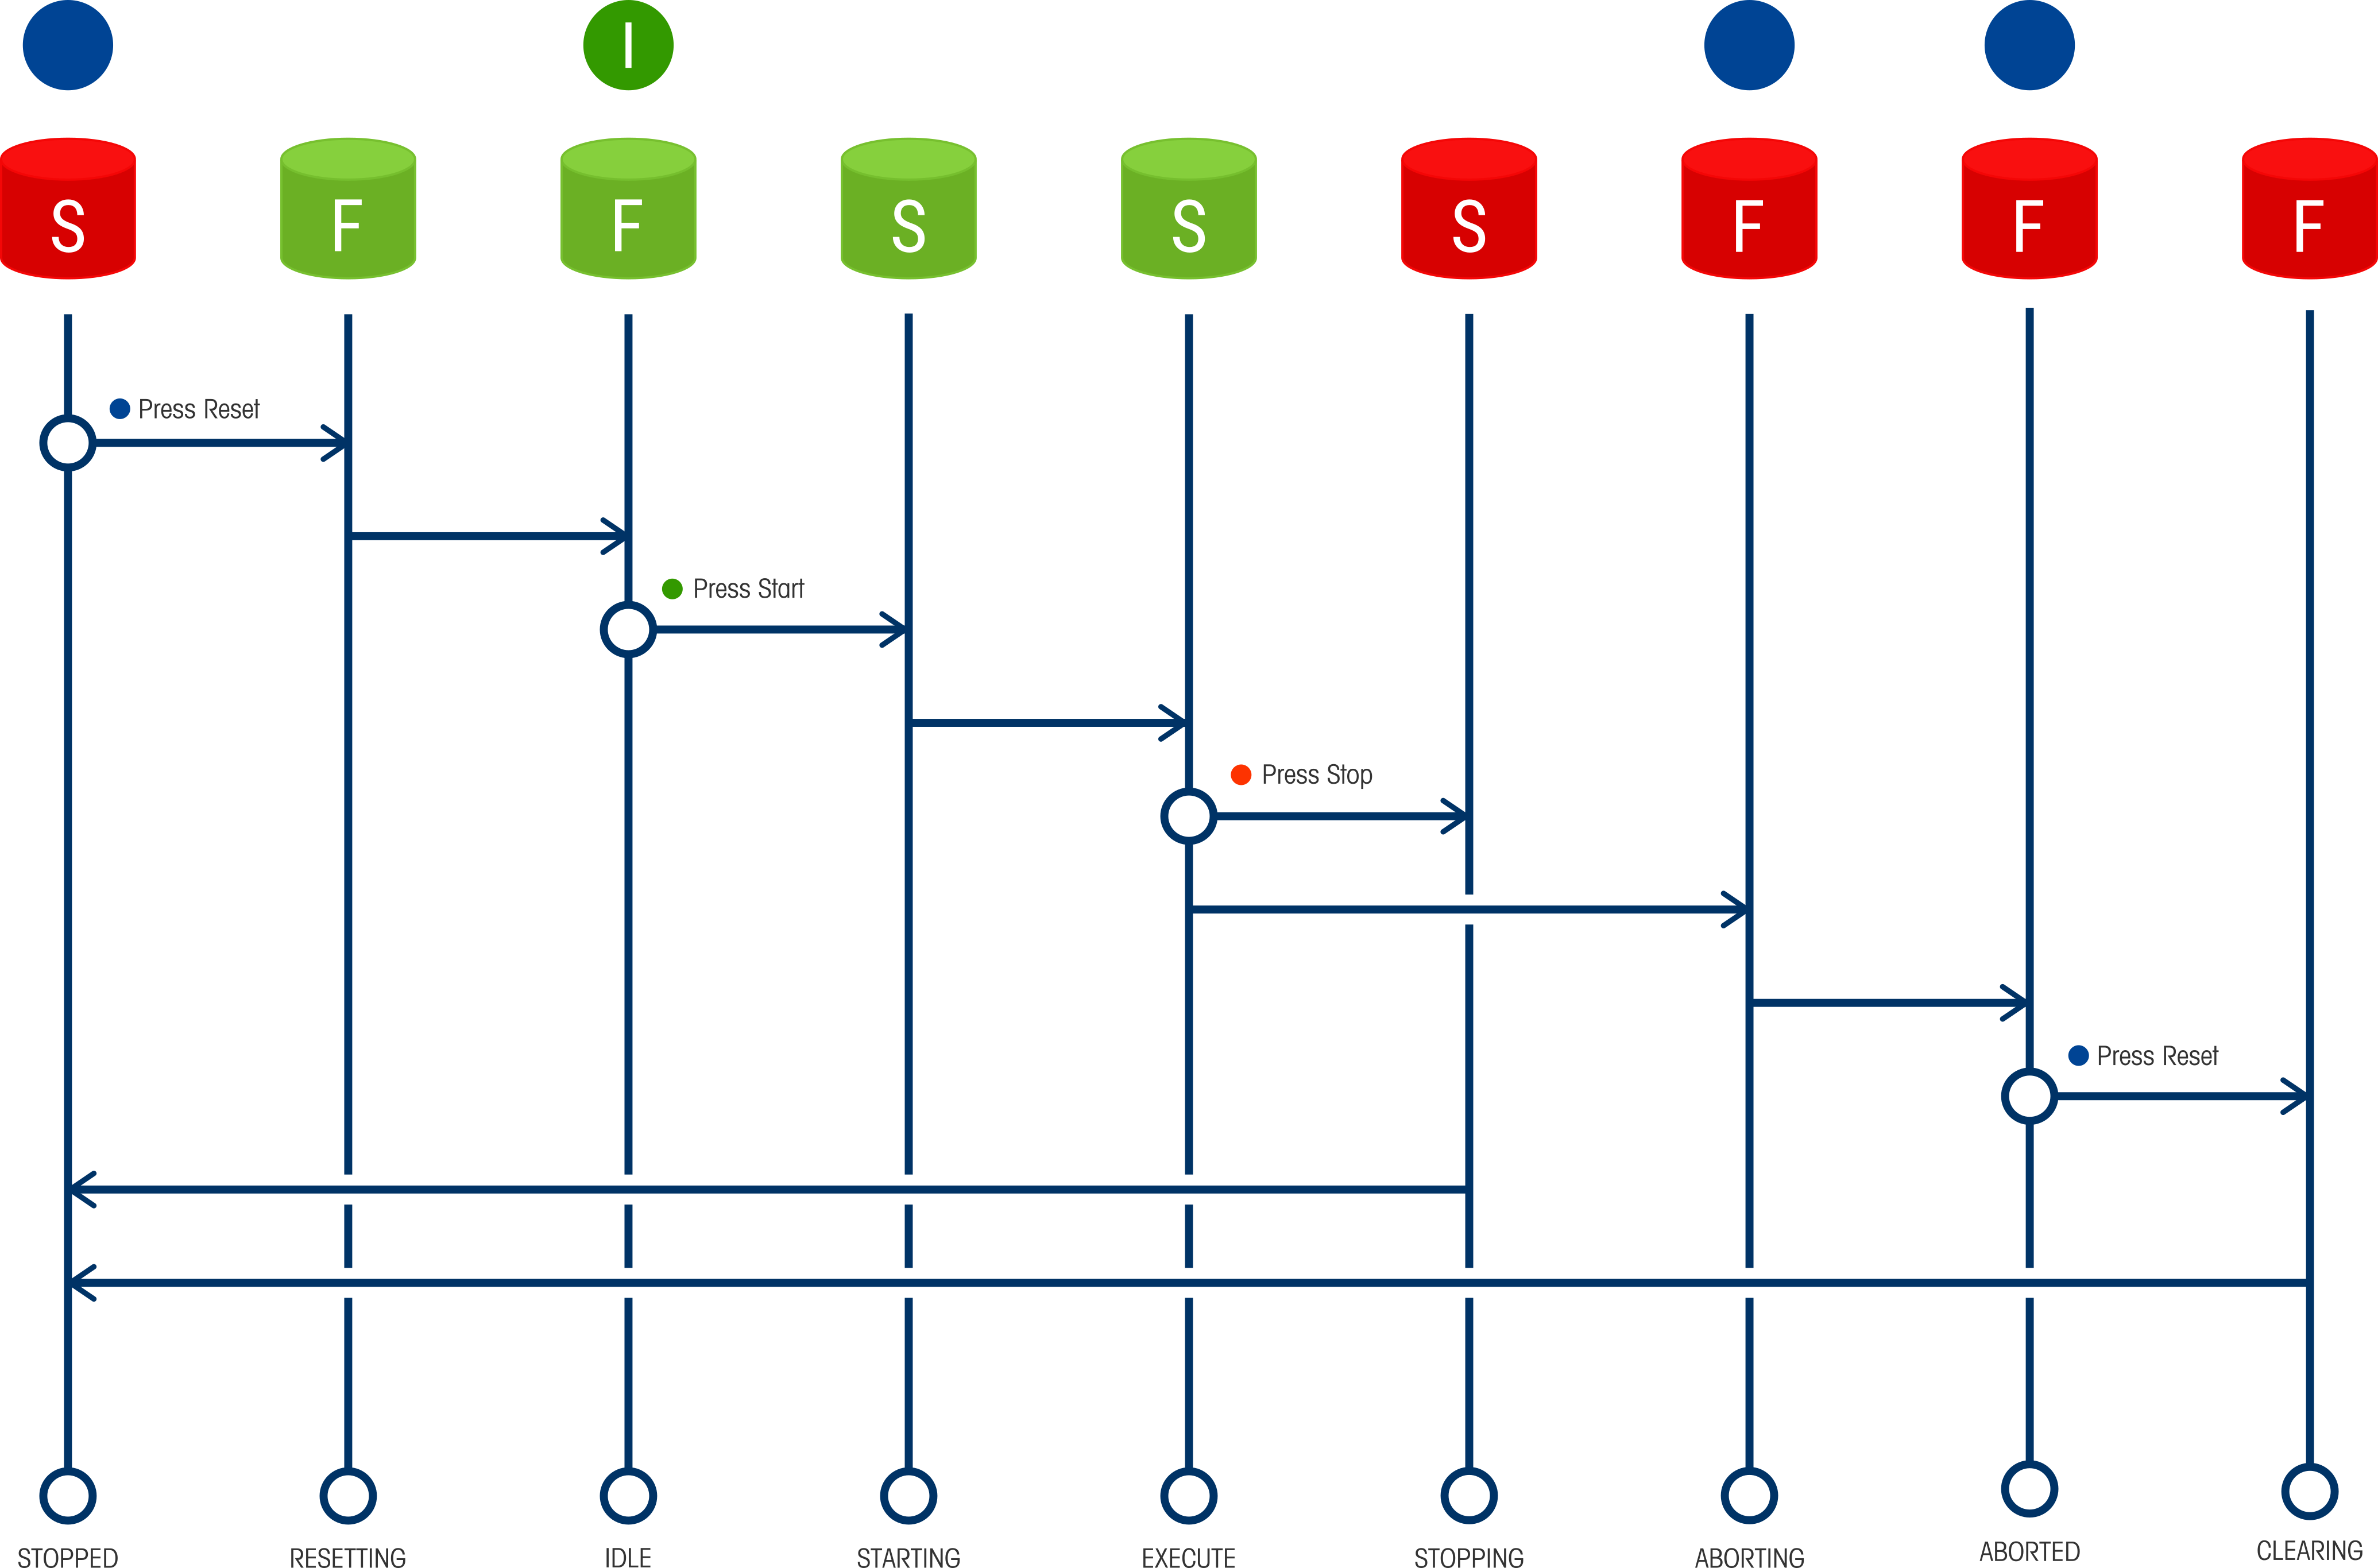 I
S
F
F
S
S
S
F
F
F
Press Reset
Press Start
Press Stop
Press Reset
STOPPED
RESETTING
IDLE
STARTING
EXECUTE
STOPPING
ABORTING
ABORTED
CLEARING